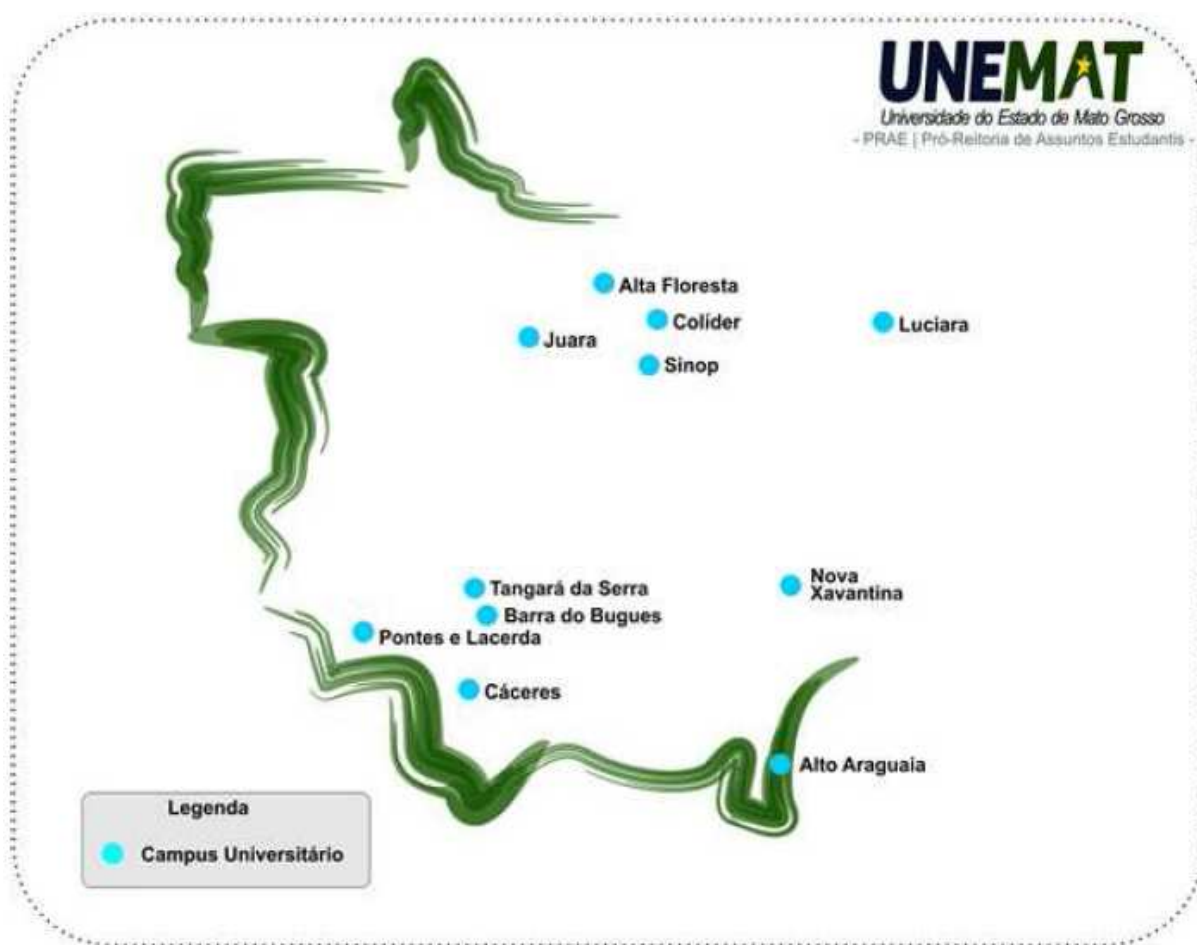 UNEMAT
Universidade do Estado de Mato Grosso
- PRAE | Pró-Reitoria de Assuntos Estudantis -
Alta Floresta
Colíder
Luciara
Juara
Sinop
Tangará da Serra
Nova
Xavantina
Barra do Bugues
Pontes e Lacerda
Cáceres
Alto Araguaia
Legenda
Campus Universitário